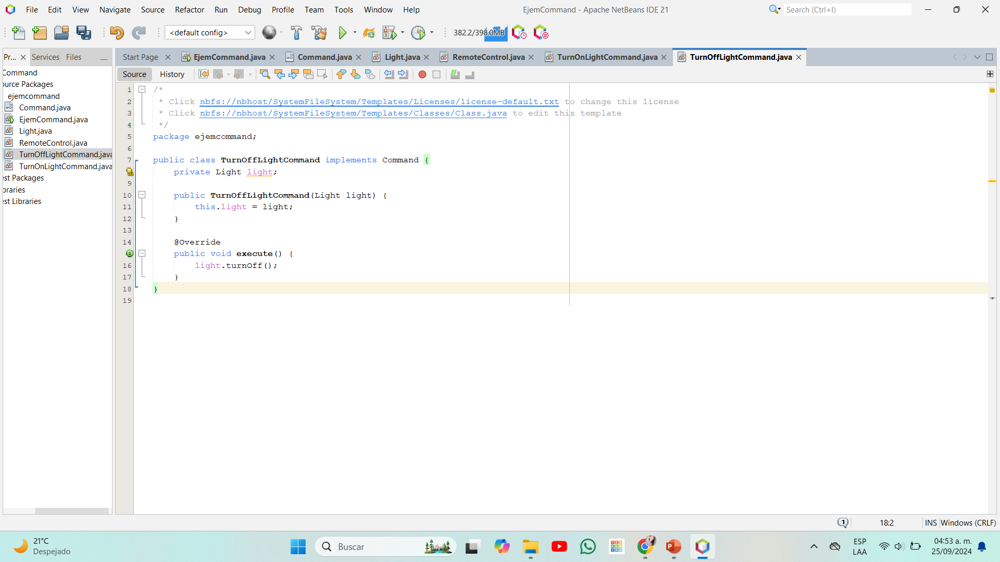 File Edit View Navigate Source Refactor Run Debug Profile Team Tools Window Help
EjemCommand - Apache NetBeans IDE 21
Search (Ctrl+I)
<default config>
382.2/398.0MB
Pr... Services Files
Command
ource Packages
ejemcommand
Command.java
EjemCommand.java
Light.java
RemoteControl.java
TurnOffLightCommand.java
TurnOnLightCommand.java
est Packages
braries
est Libraries
Start Page EjemCommand.java Command.java Light.java RemoteControl.java TurnOnLightCommand.java TurnOffLightCommand.java
Source History
1 /*
2 * Click nbfs://nbhost/SystemFileSystem/Templates/Licenses/license-default.txt to change this license
3 * Click nbfs://nbhost/SystemFileSystem/Templates/Classes/Class.java to edit this template
4 */
5 package ejemcommand;
6
7 public class TurnOffLightCommand implements Command {
private Light light;
9
10 public TurnOffLightCommand(Light light) {
11 this.light = light;
12 }
13
14 @Override
public void execute() {
16 light.turnOff();
17 }
18 }
19
1 18:2 INS Windows (CRLF)
21°C
Despejado
Buscar
ESP
LAA
04:53 a. m.
25/09/2024